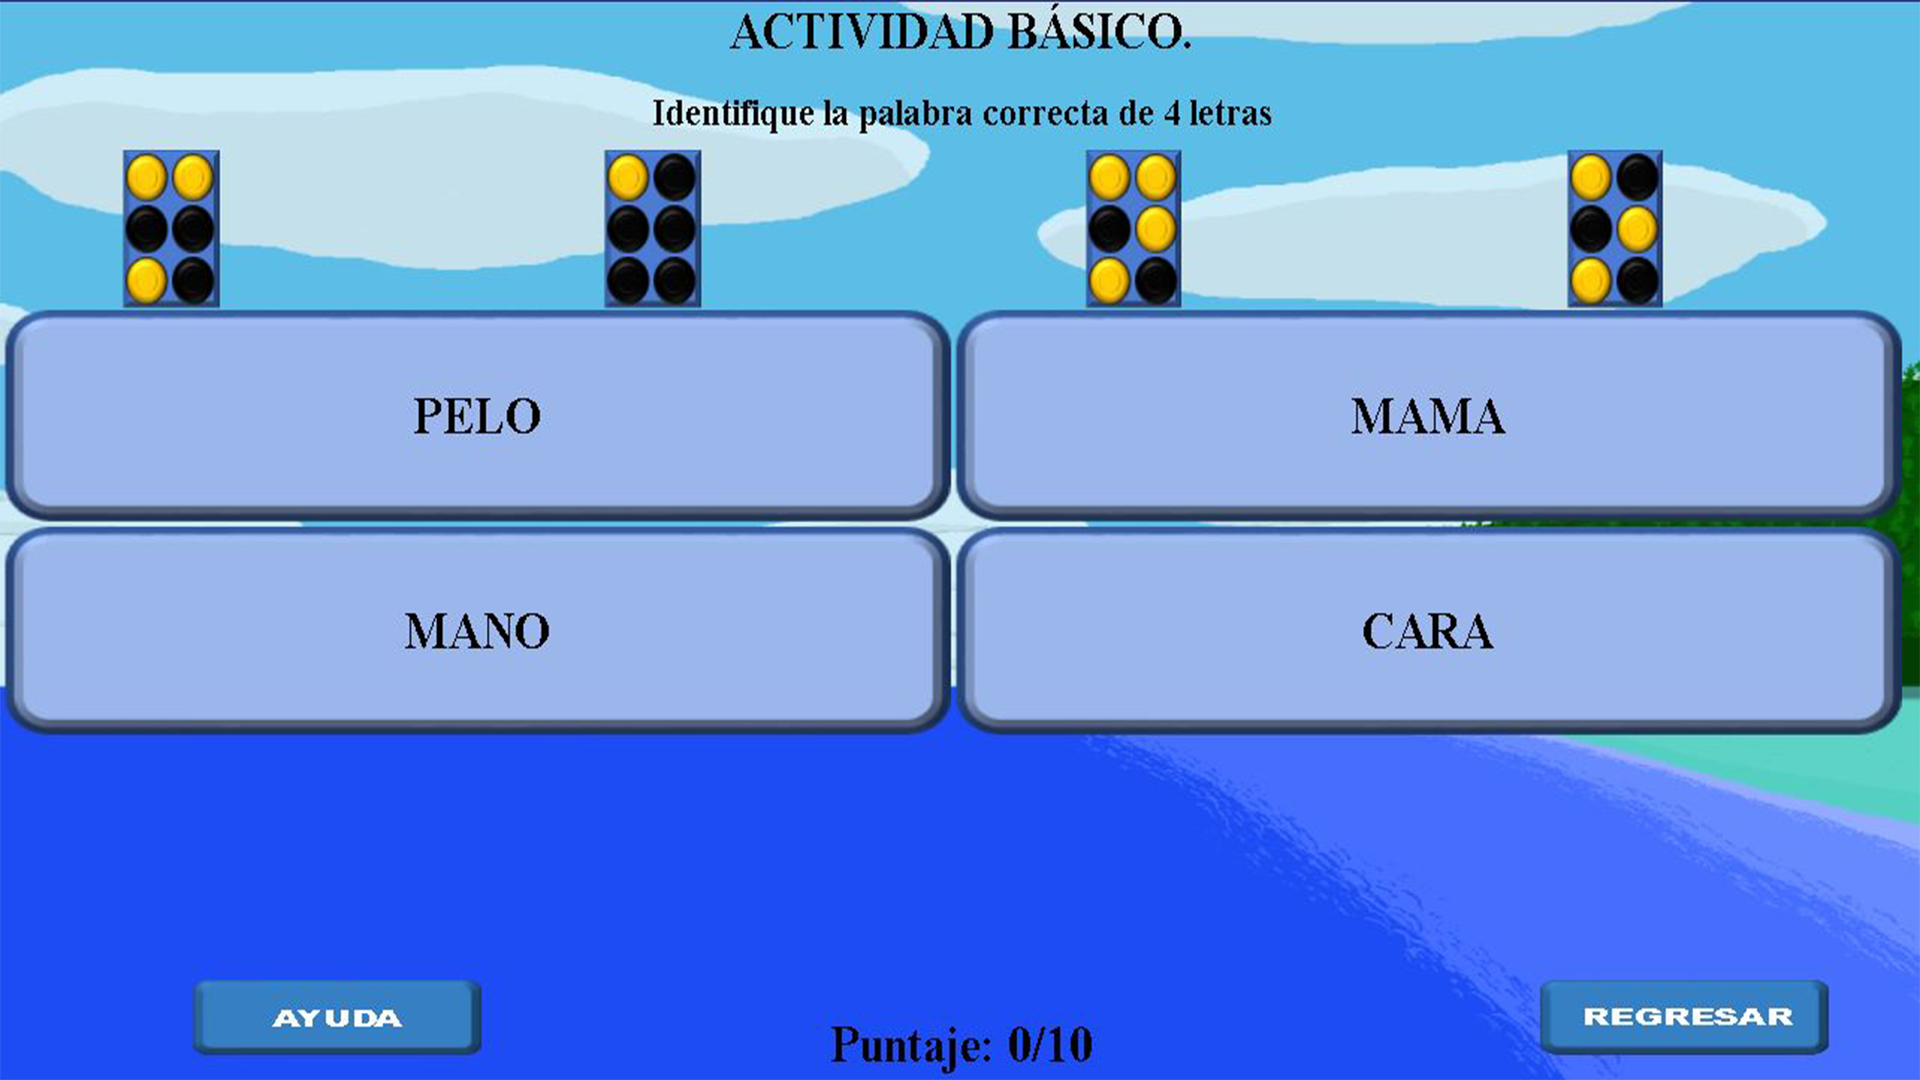 ACTIVIDAD BÁSICO.
Identifique la palabra correcta de 4 letras
PELO
MAMA
MANO
CARA
AYUDA
Puntaje: 0/10
REGRESAR